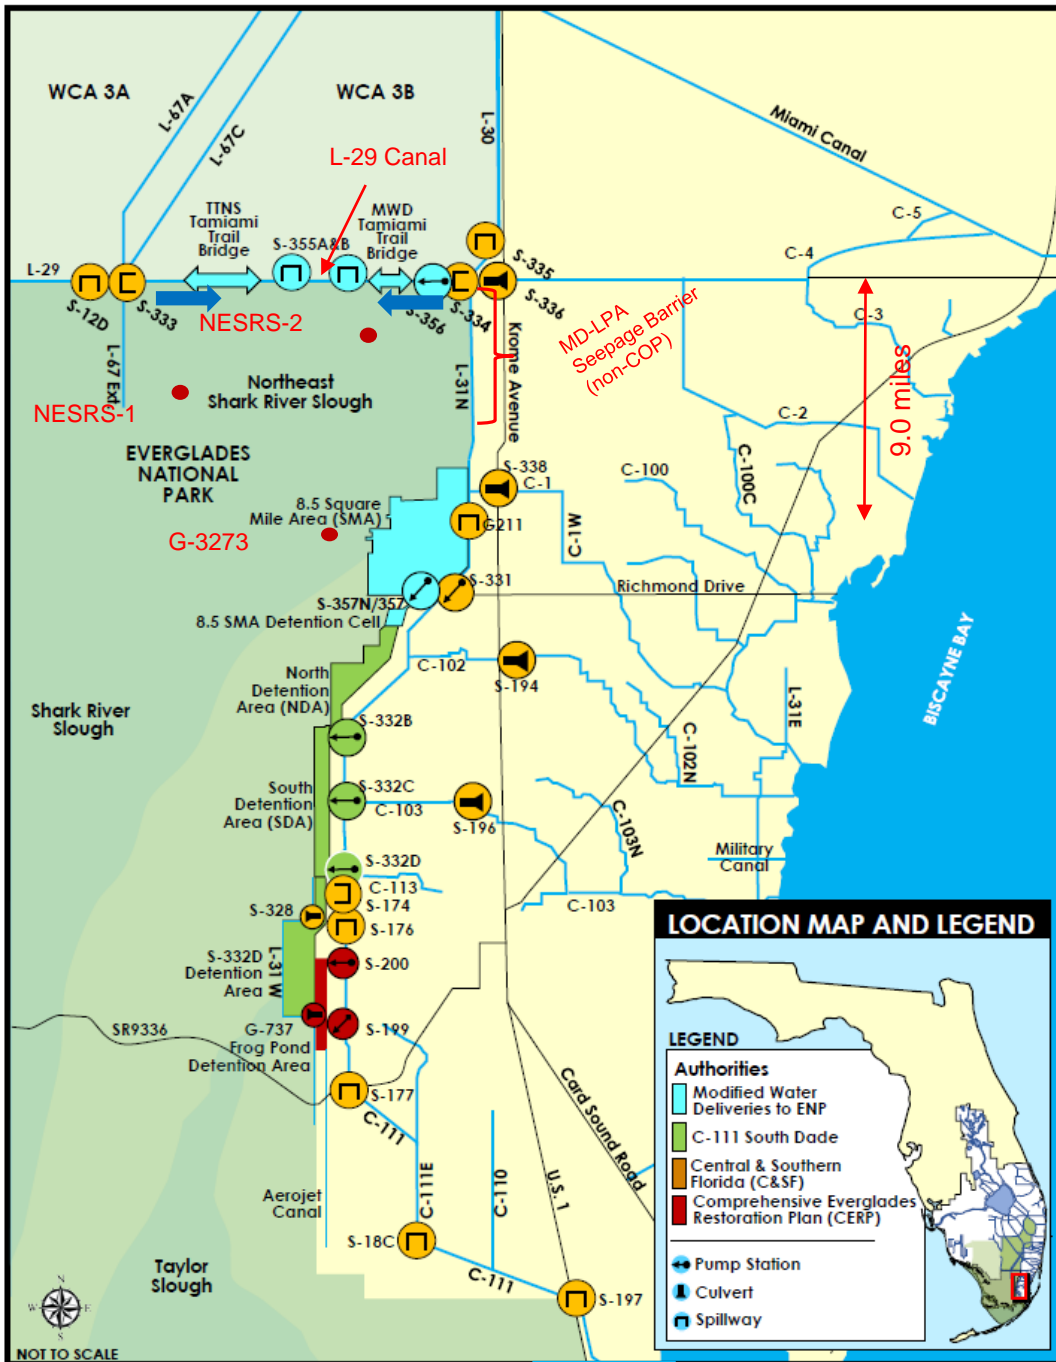 WCA 3A
WCA 3B
L-67A
L-67C
L-30
Miami Canal
L-29 Canal
C-5
TTNS
Tamiami
Trail
Bridge
MWD
Tamiami
Trail
Bridge
S-355A&B
C-4
L-29
S-335
S-336
S-12D
S-333
S-356
S-334
NESRS-2
C-3
MD-LPA
Seepage Barrier
(non-COP)
Krome Avenue
L-31N
L-67 Ext.
Northeast
Shark River Slough
NESRS-1
9.0 miles
C-2
EVERGLADES
NATIONAL
PARK
C-100
C-100C
S-338
C-1
8.5 Square
Mile Area (SMA)
G211
G-3273
C-1W
S-331
Richmond Drive
S-357N/357
8.5 SMA Detention Cell
C-102
S-194
North
Detention
Area (NDA)
L-31E
BISCAYNE BAY
Shark River
Slough
S-332B
C-102N
South
Detention
Area (SDA)
S-332C
C-103
S-196
C-103N
Military
Canal
S-332D
C-113
S-174
C-103
S-328
S-176
S-332D
Detention
Area
L-31 W
S-200
SR9336
G-737
Frog Pond
Detention Area
S-199
S-177
C-111
Card Sound Road
C-111E
C-110
U.S. 1
Aerojet
Canal
S-18C
Taylor
Slough
C-111
S-197
N
W
E
S
NOT TO SCALE
LOCATION MAP AND LEGEND
LEGEND
Authorities
Modified Water
Deliveries to ENP
C-111 South Dade
Central & Southern
Florida (C&SF)
Comprehensive Everglades
Restoration Plan (CERP)
Pump Station
Culvert
Spillway